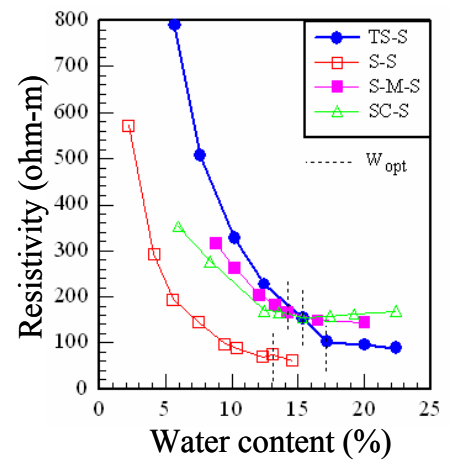 800
700
600
500
400
300
200
100
0
Resistivity (ohm-m)
TS-S
S-S
S-M-S
SC-S
Wopt
0 5 10 15 20 25
Water content (%)